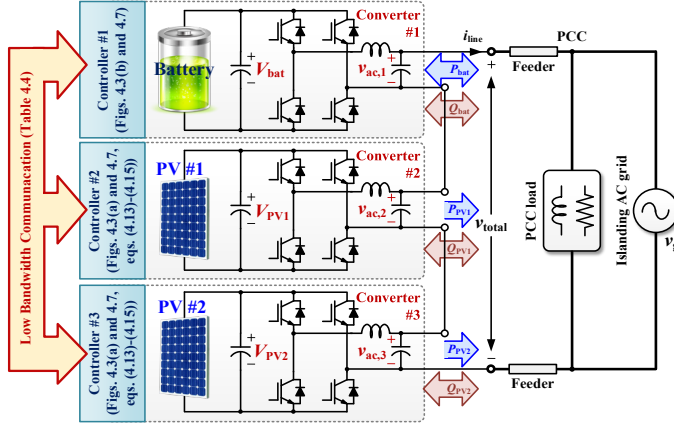 Low Bandwidth Communacation (Table 4.4)
Controller #1
(Figs. 4.3(b) and 4.7)
Battery
V_bat
Converter #1
v_ac,1
i_line
P_bat
Q_bat
Feeder
PCC
Controller #2
(Figs. 4.3(a) and 4.7,
eqs. (4.13)-(4.15))
PV #1
V_PV1
Converter #2
v_ac,2
P_PV1
Q_PV1
v_total
PCC load
Islanding AC grid
Controller #3
(Figs. 4.3(a) and 4.7,
eqs. (4.13)-(4.15))
PV #2
V_PV2
Converter #3
v_ac,3
P_PV2
Q_PV2
Feeder